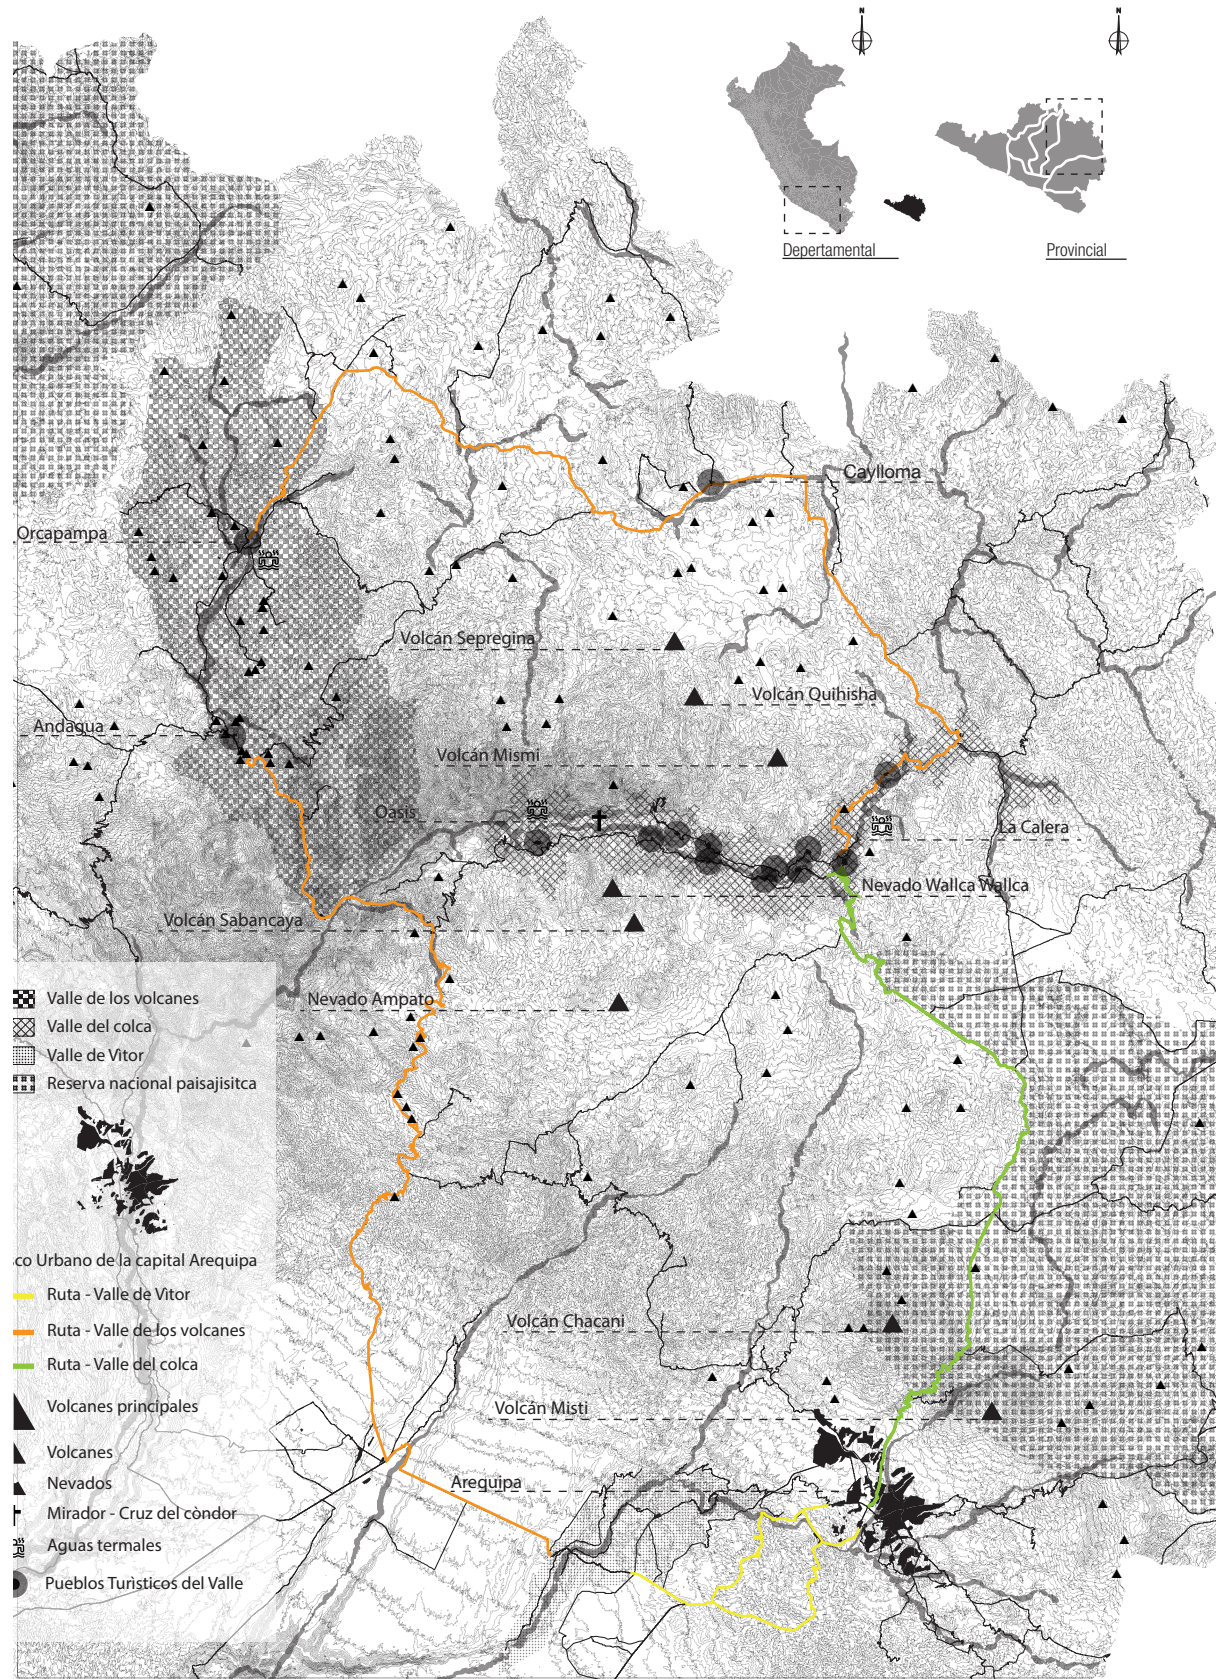 N
N
Departamental
Provincial
Caylloma
Orcapampa
Volcán Sepregina
Volcán Quihisha
Andagua
Volcán Mismi
Oasis
La Calera
Nevado Wallca Wallca
Volcán Sabancaya
Nevado Ampato
Valle de los volcanes
Valle del colca
Valle de Vitor
Reserva nacional paisajisitca
co Urbano de la capital Arequipa
Ruta - Valle de Vitor
Ruta - Valle de los volcanes
Ruta - Valle del colca
Volcán Chacani
Volcanes principales
Volcán Misti
Volcanes
Nevados
Arequipa
Mirador - Cruz del còndor
Aguas termales
Pueblos Turìsticos del Valle